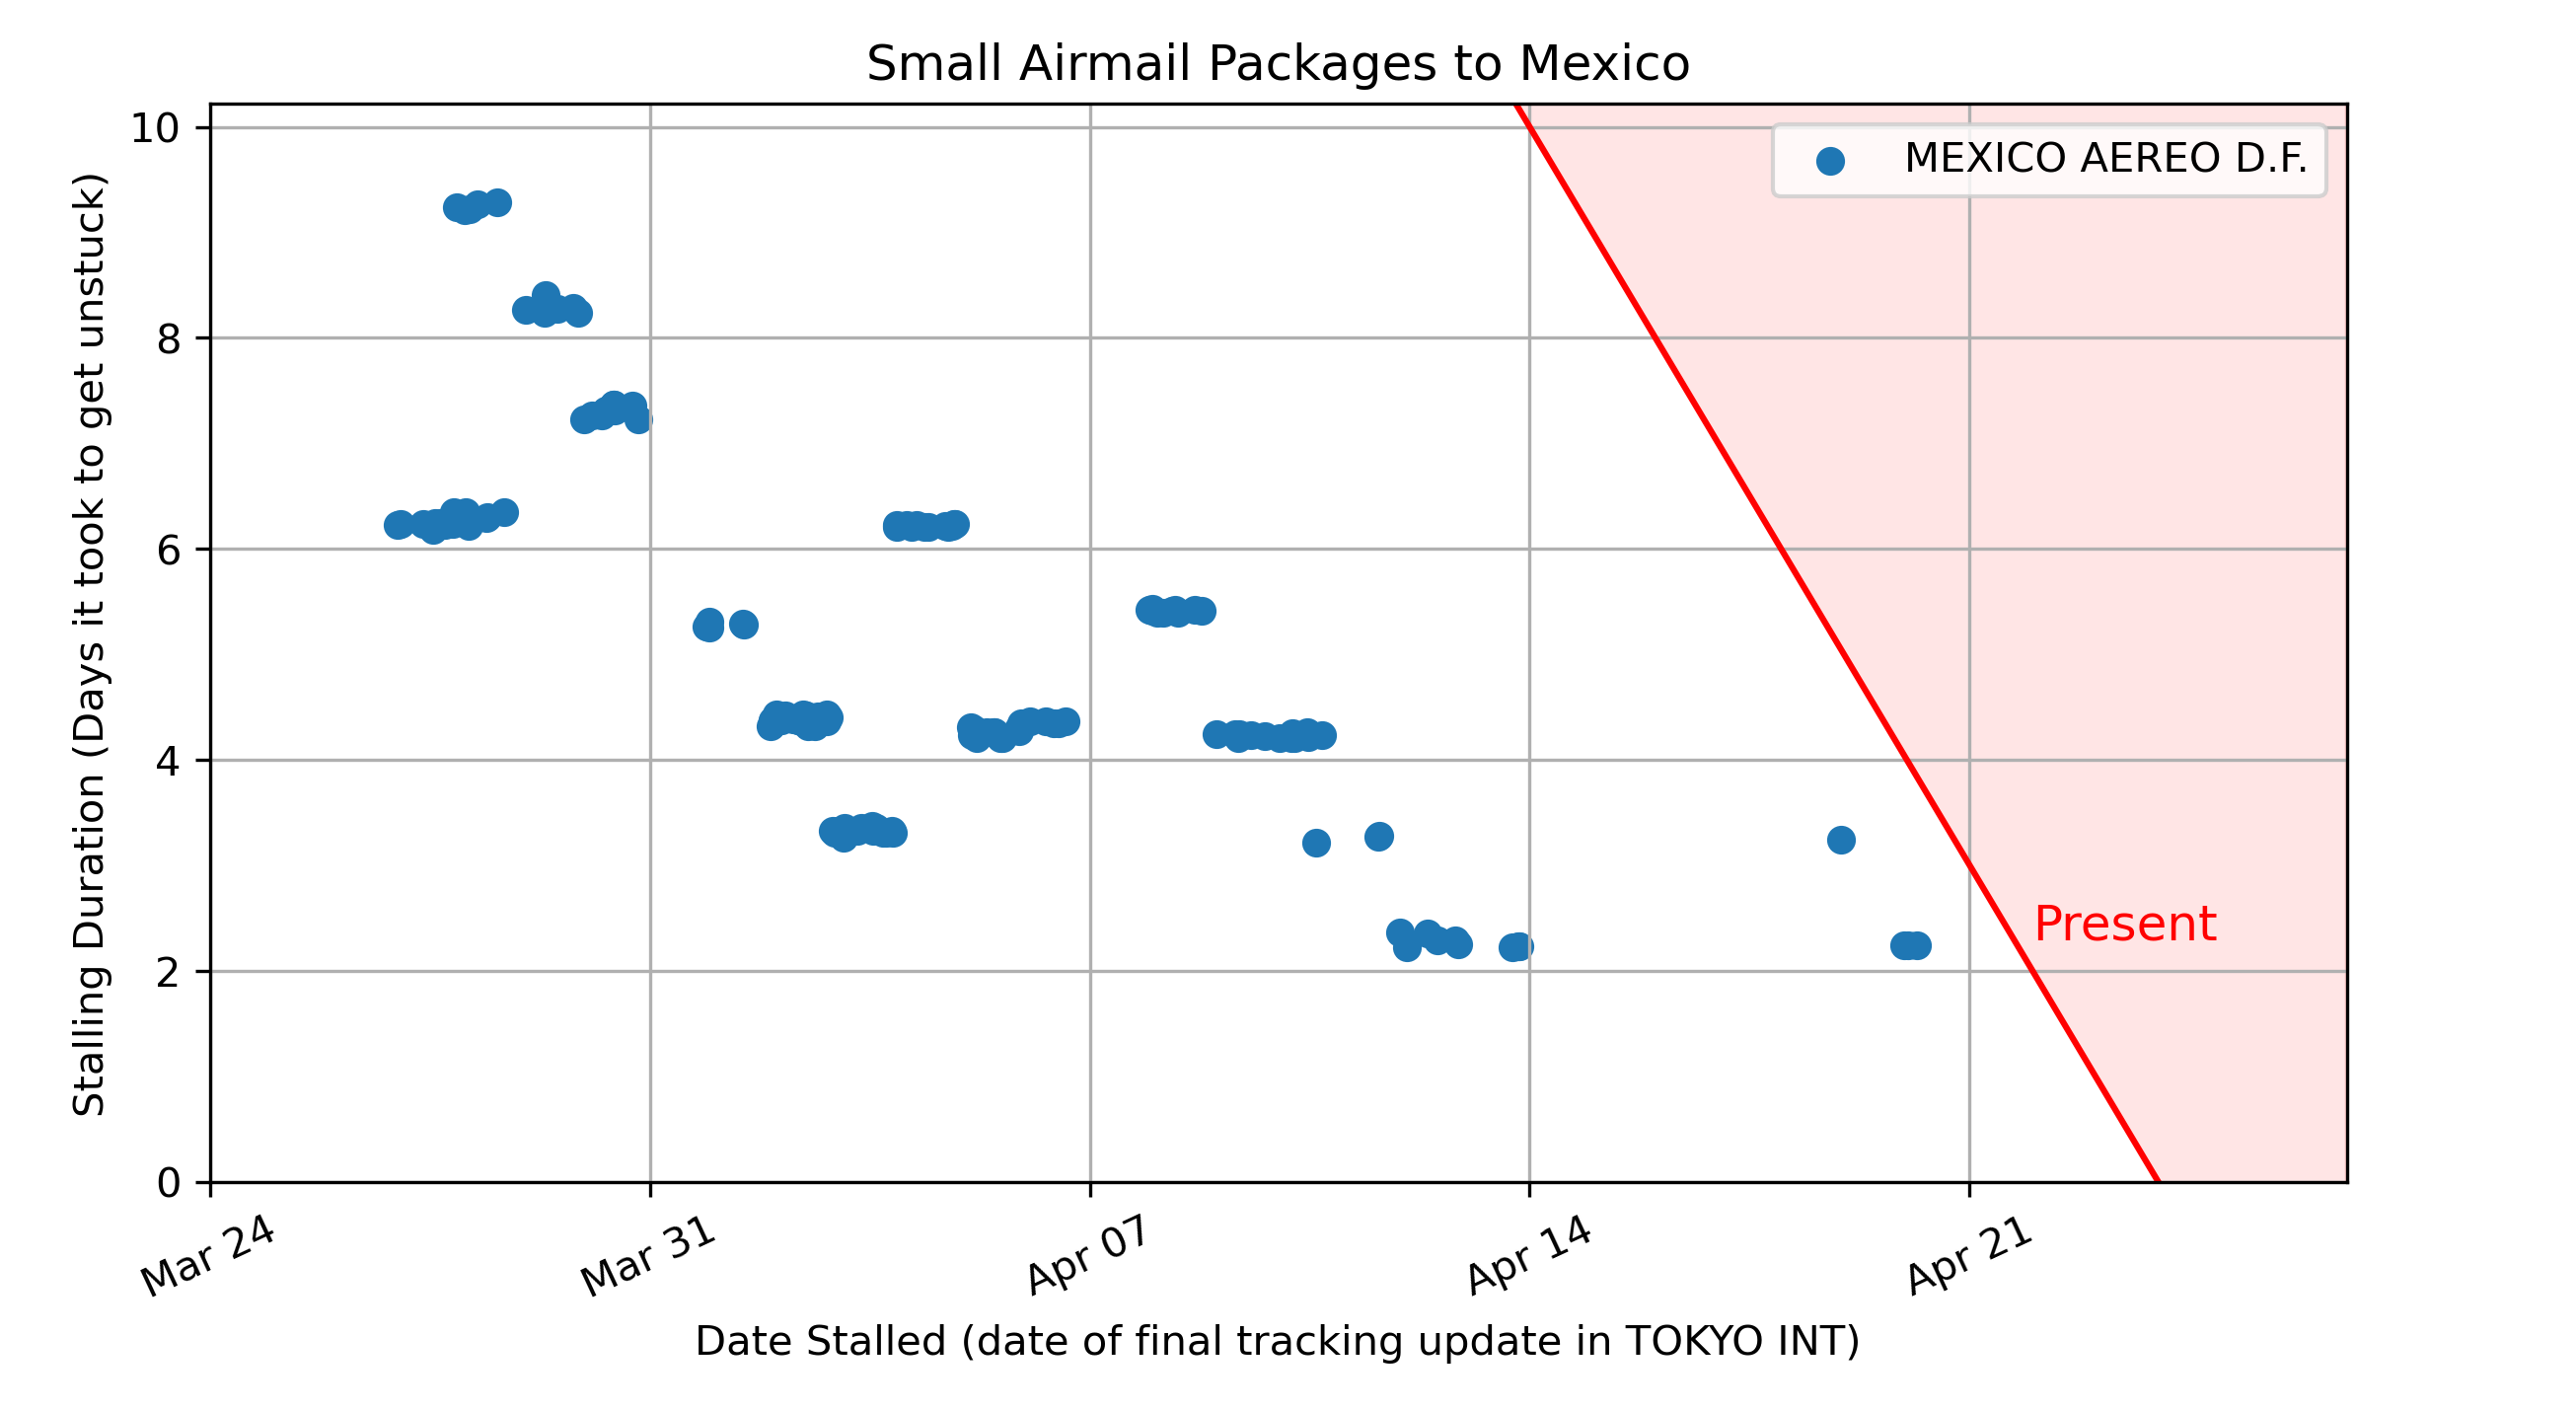 Small Airmail Packages to Mexico
MEXICO AEREO D.F.
Stalling Duration (Days it took to get unstuck)
10
8
6
4
2
0
Present
Mar 24
Mar 31
Apr 07
Apr 14
Apr 21
Date Stalled (date of final tracking update in TOKYO INT)